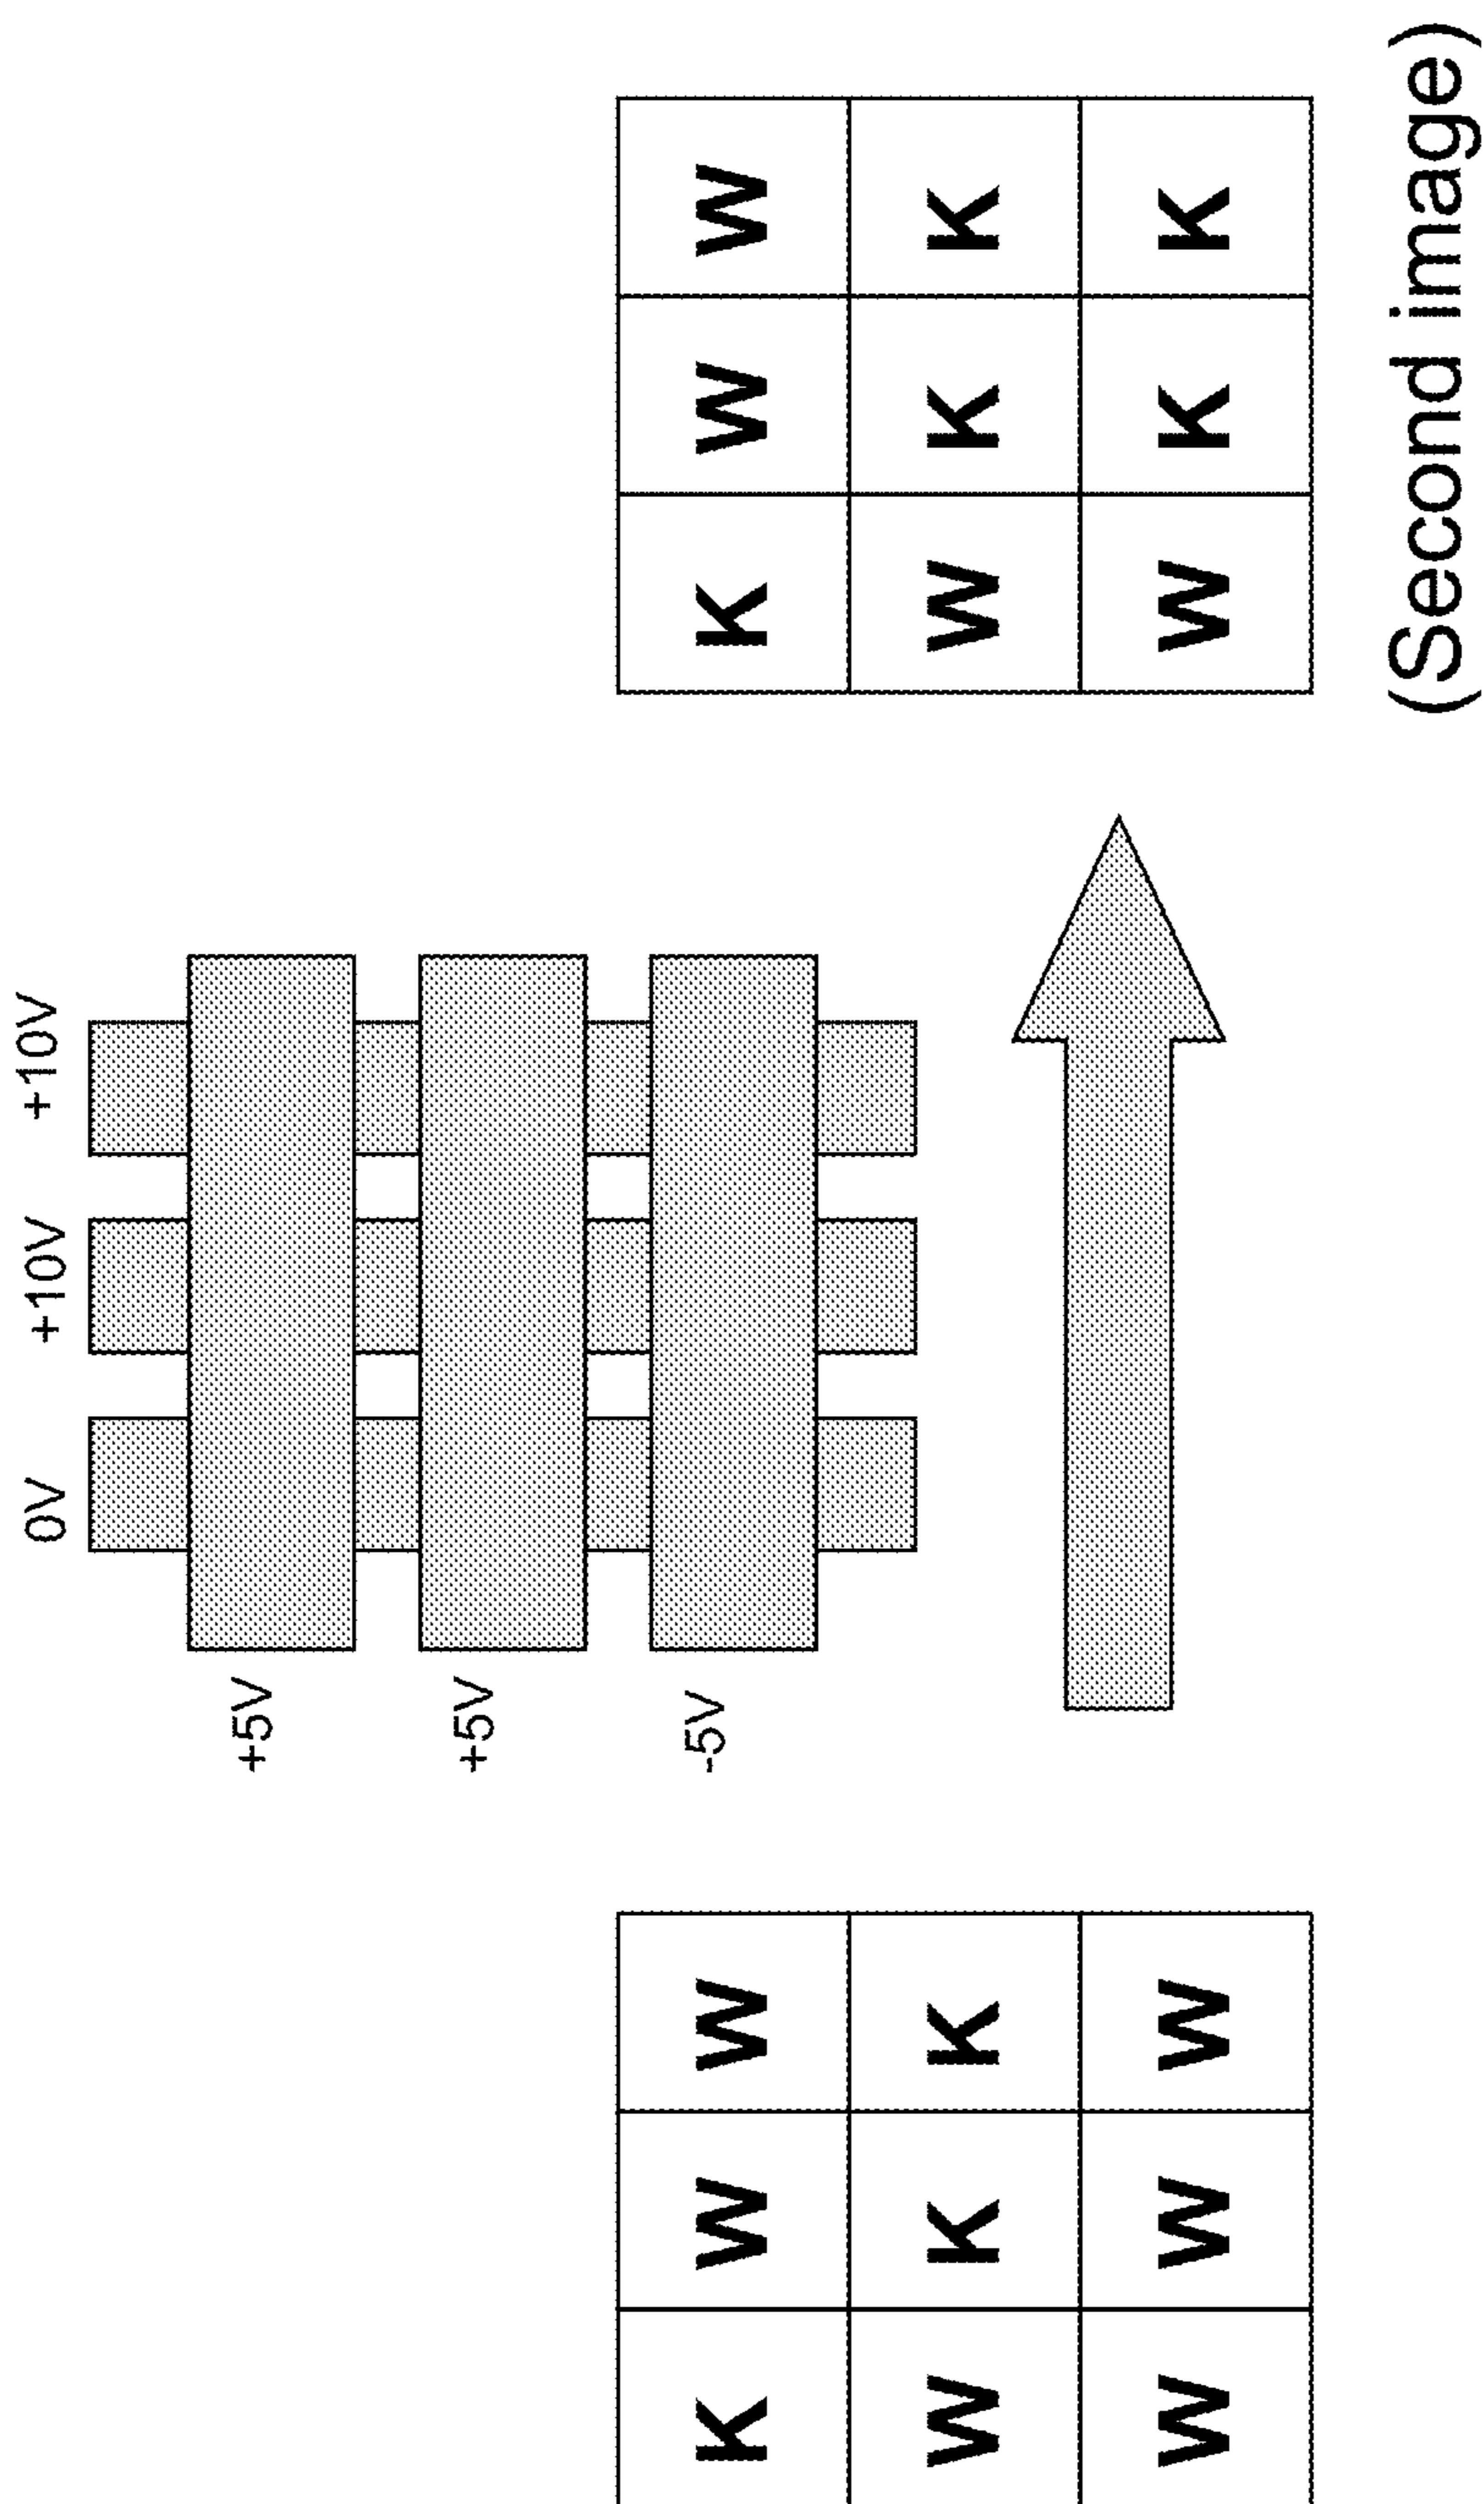 0V +10V +10V
+5V
+5V
-5V
K W W
W K K
W W W
K W W
W K K
W K K
(Second image)